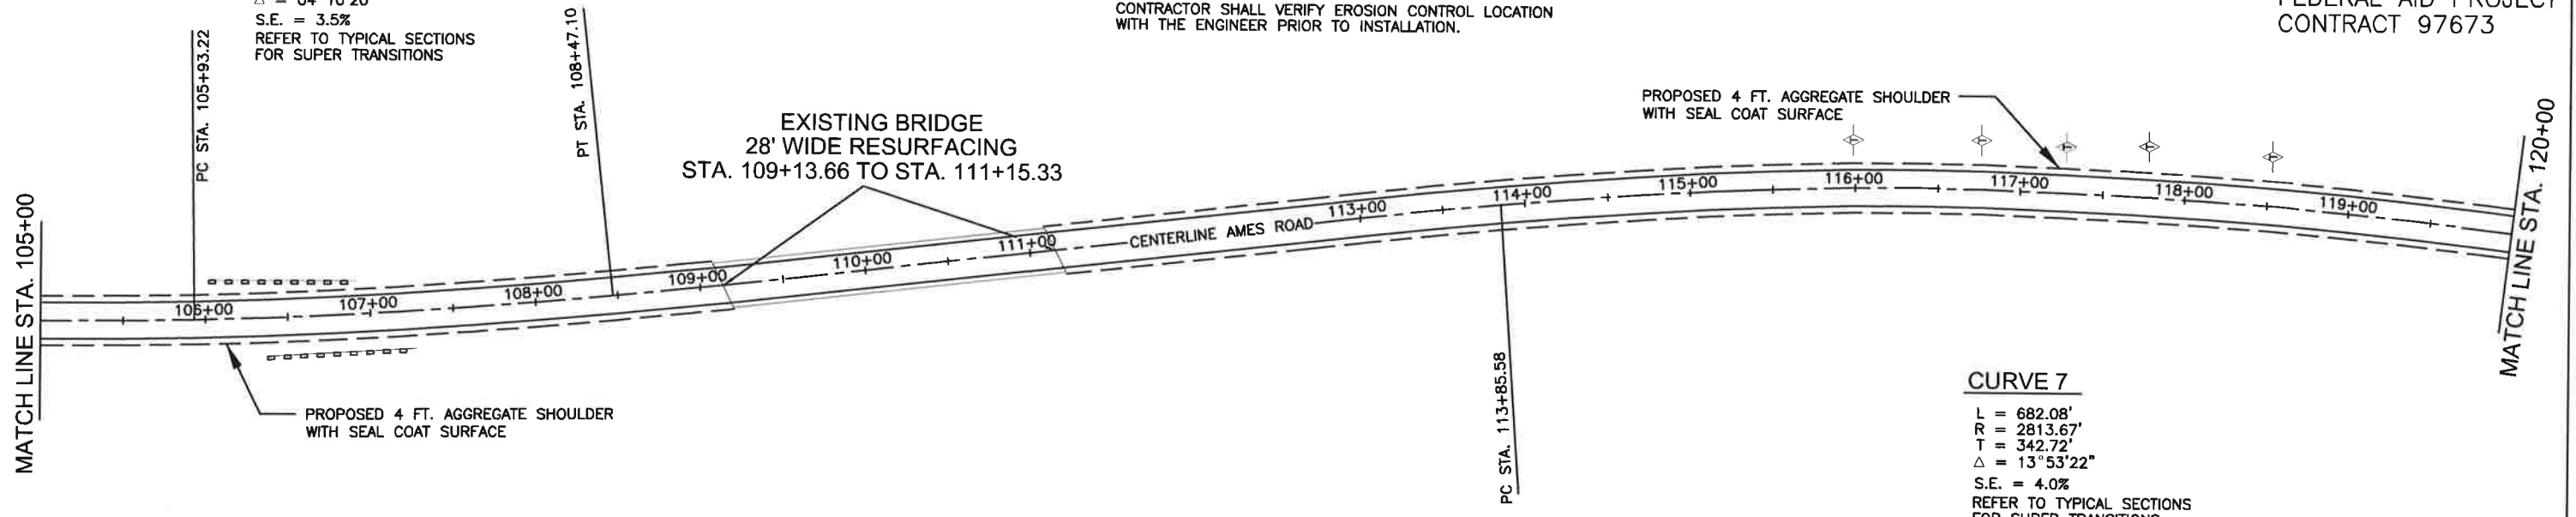 S.E. = 3.5%
REFER TO TYPICAL SECTIONS
FOR SUPER TRANSITIONS
CONTRACTOR SHALL VERIFY EROSION CONTROL LOCATION
WITH THE ENGINEER PRIOR TO INSTALLATION.
FEDERAL AID PROJECT
CONTRACT 97673
PC STA. 105+93.22
PT STA. 108+47.10
EXISTING BRIDGE
28' WIDE RESURFACING
STA. 109+13.66 TO STA. 111+15.33
PROPOSED 4 FT. AGGREGATE SHOULDER
WITH SEAL COAT SURFACE
MATCH LINE STA. 105+00
106+00
107+00
108+00
109+00
110+00
111+00
CENTERLINE AMES ROAD
113+00
114+00
115+00
116+00
117+00
118+00
119+00
MATCH LINE STA. 120+00
PROPOSED 4 FT. AGGREGATE SHOULDER
WITH SEAL COAT SURFACE
PC STA. 113+85.58
CURVE 7
L = 682.08'
R = 2813.67'
T = 342.72'
Δ = 13°53'22"
S.E. = 4.0%
REFER TO TYPICAL SECTIONS
FOR SUPER TRANSITIONS